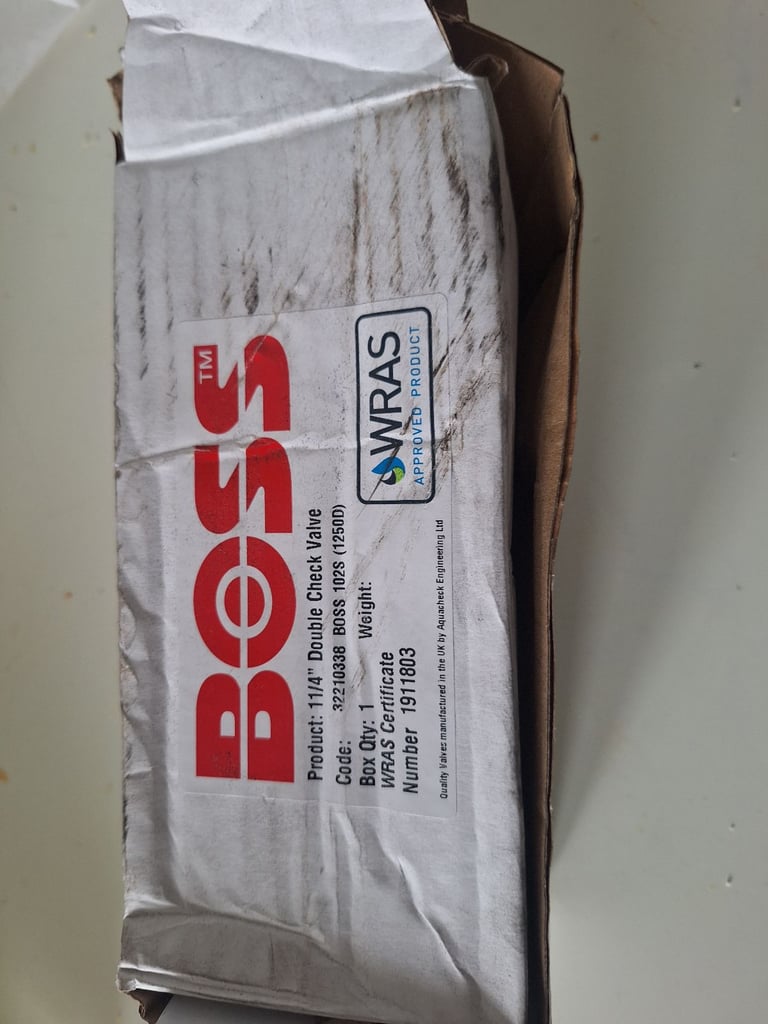 BOSS™
Product: 11/4" Double Check Valve
Code: 32210338 BOSS 102S (1250D)
Box Qty: 1 Weight:
WRAS Certificate
Number 1911803
WRAS
APPROVED PRODUCT
Quality Valves manufactured in the UK by Aquacheck Engineering Ltd